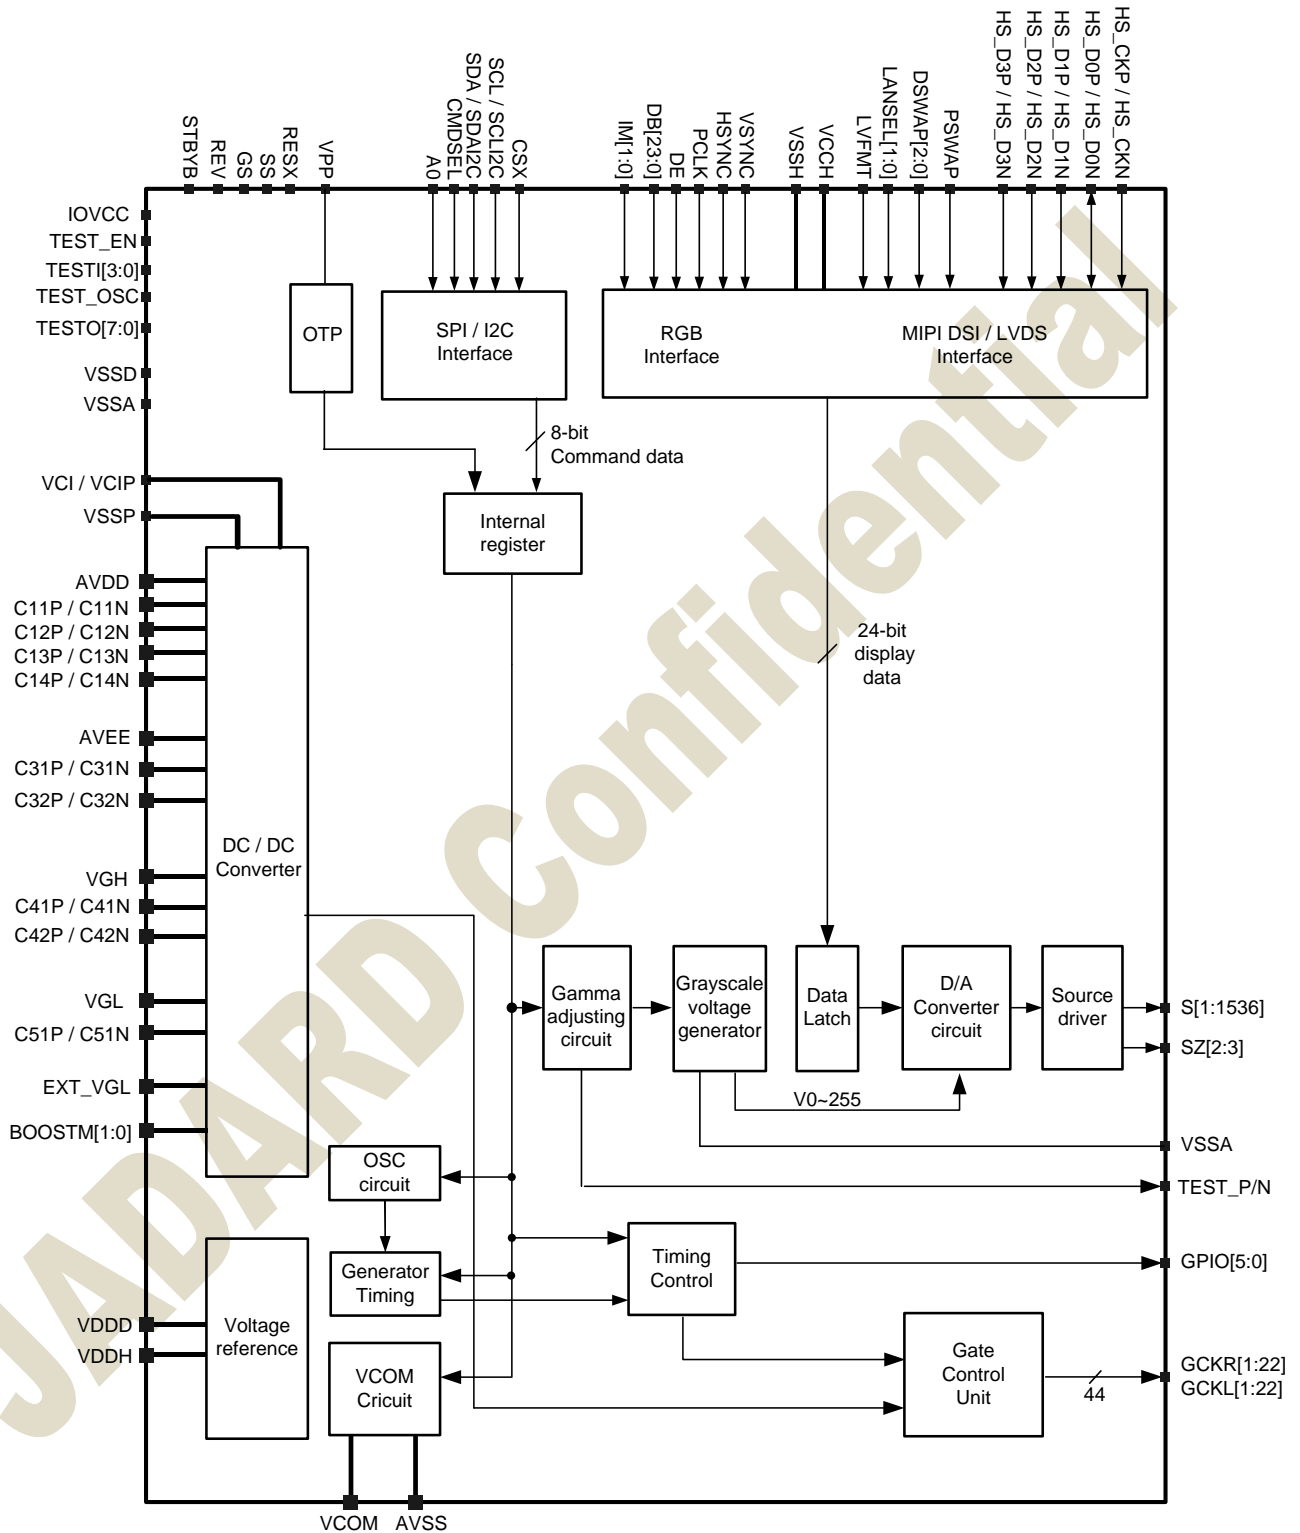 STBYB
REV
GS
SS
RESX
VPP
A0
CMDSEL
SDA / SDAI2C
SCL / SCLI2C
CSX
IM[1:0]
DB[23:0]
DE
PCLK
HSYNC
VSYNC
VSSH
VCCH
LVFMT
LANSEL[1:0]
DSWAP[2:0]
PSWAP
HS_D3P / HS_D3N
HS_D2P / HS_D2N
HS_D1P / HS_D1N
HS_D0P / HS_D0N
HS_CKP / HS_CKN
IOVCC
TEST_EN
TESTI[3:0]
TEST_OSC
TESTO[7:0]
VSSD
VSSA
VCI / VCIP
VSSP
AVDD
C11P / C11N
C12P / C12N
C13P / C13N
C14P / C14N
AVEE
C31P / C31N
C32P / C32N
VGH
C41P / C41N
C42P / C42N
VGL
C51P / C51N
EXT_VGL
BOOSTM[1:0]
VDDD
VDDH
OTP
SPI / I2C
Interface
RGB
Interface
MIPI DSI / LVDS
Interface
8-bit
Command data
Internal
register
24-bit
display
data
DC / DC
Converter
Gamma
adjusting
circuit
Grayscale
voltage
generator
Data
Latch
D/A
Converter
circuit
Source
driver
S[1:1536]
SZ[2:3]
V0~255
VSSA
TEST_P/N
OSC
circuit
Generator
Timing
Timing
Control
GPIO[5:0]
Voltage
reference
VCOM
Cricuit
Gate
Control
Unit
44
GCKR[1:22]
GCKL[1:22]
VCOM
AVSS
JADARD Confidential